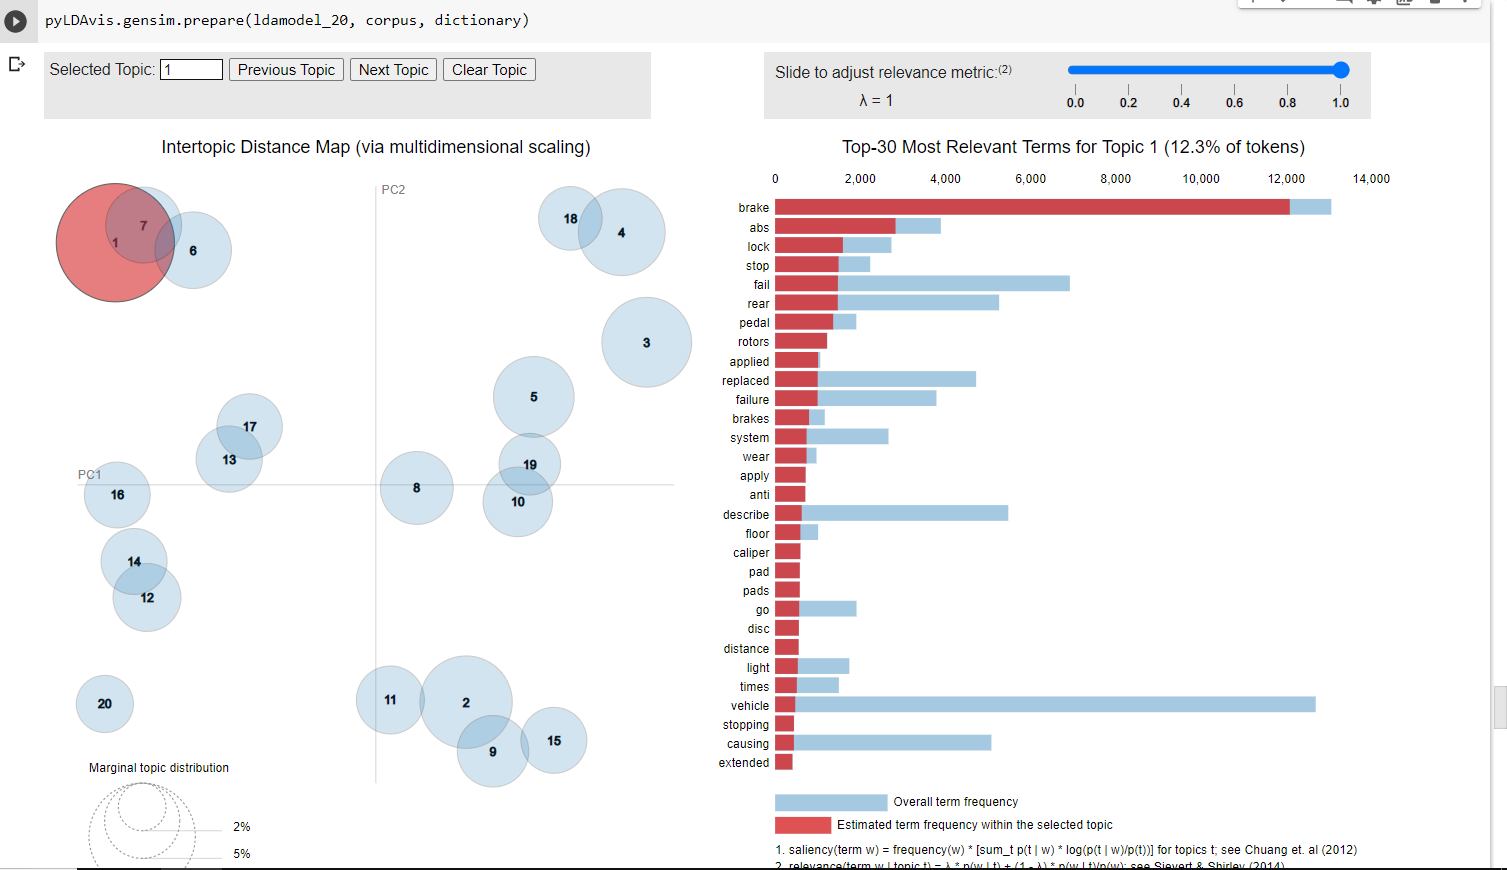 pyLDAvis.gensim.prepare(ldamodel_20, corpus, dictionary)
Selected Topic: 1 Previous Topic Next Topic Clear Topic
Slide to adjust relevance metric:(2)
λ = 1
0.0 0.2 0.4 0.6 0.8 1.0
Intertopic Distance Map (via multidimensional scaling)
PC2
PC1
1
7
6
18
4
3
5
17
13
19
8
10
16
14
12
20
11
2
9
15
Marginal topic distribution
2%
5%
Top-30 Most Relevant Terms for Topic 1 (12.3% of tokens)
0 2,000 4,000 6,000 8,000 10,000 12,000 14,000
brake
abs
lock
stop
fail
rear
pedal
rotors
applied
replaced
failure
brakes
system
wear
apply
anti
describe
floor
caliper
pad
pads
go
disc
distance
light
times
vehicle
stopping
causing
extended
Overall term frequency
Estimated term frequency within the selected topic
1. saliency(term w) = frequency(w) * [sum_t p(t | w) * log(p(t | w)/p(t))] for topics t; see Chuang et. al (2012)
2. relevance(term w | topic t) = λ * p(w | t) + (1 - λ) * p(w | t)/p(w); see Sievert & Shirley (2014)